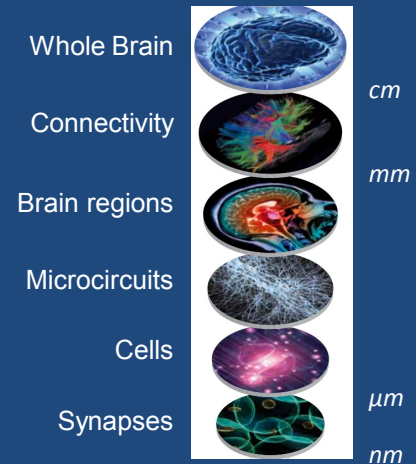 Whole Brain
cm
Connectivity
mm
Brain regions
Microcircuits
Cells
μm
Synapses
nm